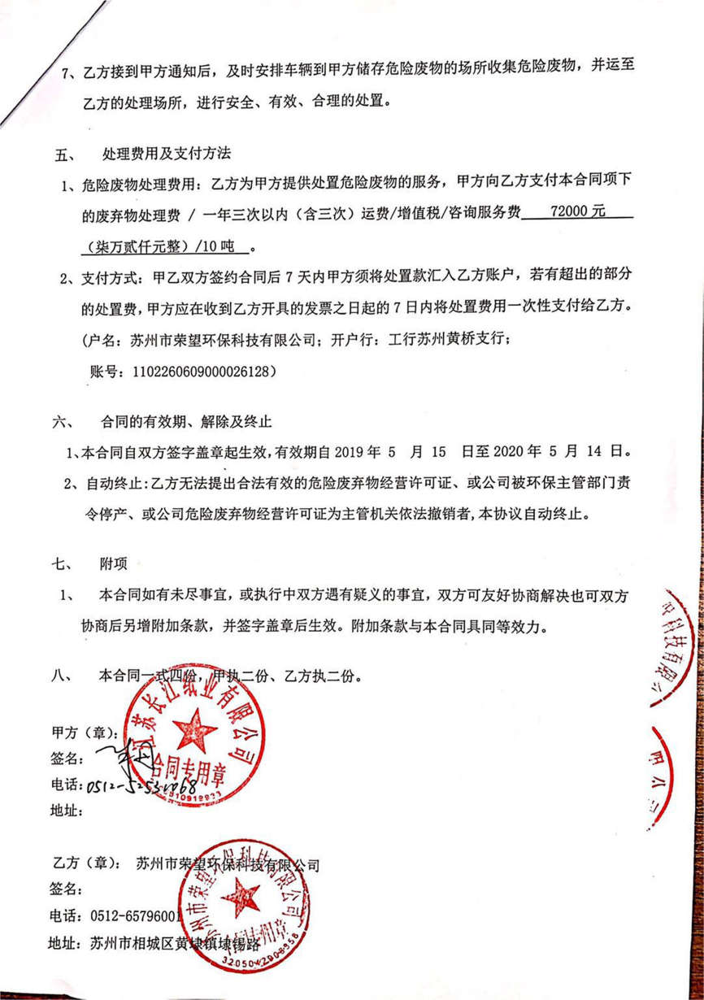 7、乙方接到甲方通知后，及时安排车辆到甲方储存危险废物的场所收集危险废物，并运至
乙方的处理场所，进行安全、有效、合理的处置。
五、 处理费用及支付方法
1、危险废物处理费用：乙方为甲方提供处置危险废物的服务，甲方向乙方支付本合同项下
的废弃物处理费 / 一年三次以内（含三次）运费/增值税/咨询服务费 72000 元
（柒万贰仟元整）/10 吨 。
2、支付方式：甲乙双方签约合同后 7 天内甲方须将处置款汇入乙方账户，若有超出的部分
的处置费，甲方应在收到乙方开具的发票之日起的 7 日内将处置费用一次性支付给乙方。
(户名：苏州市荣望环保科技有限公司；开户行：工行苏州黄桥支行；
账号：1102260609000026128）
六、 合同的有效期、解除及终止
1、本合同自双方签字盖章起生效，有效期自 2019 年 5 月 15 日至 2020 年 5 月 14 日。
2、自动终止：乙方无法提出合法有效的危险废弃物经营许可证、或公司被环保主管部门责
令停产、或公司危险废弃物经营许可证为主管机关依法撤销者，本协议自动终止。
七、 附项
1、 本合同如有未尽事宜，或执行中双方遇有疑义的事宜，双方可友好协商解决也可双方
协商后另增附加条款，并签字盖章后生效。附加条款与本合同具同等效力。
科技有限公
八、 本合同一式四份，甲执二份、乙方执二份。
江苏长江纸业有限公司
合同专用章
甲方（章）：
签名：
电话：0512-52531068
地址：
限公司
乙方（章）： 苏州市荣望环保科技有限公司
签名：
电话：0512-65796001
地址：苏州市相城区黄埭镇埭锡路
苏州市荣望环保科技有限公司
合同专用章
3205042008958